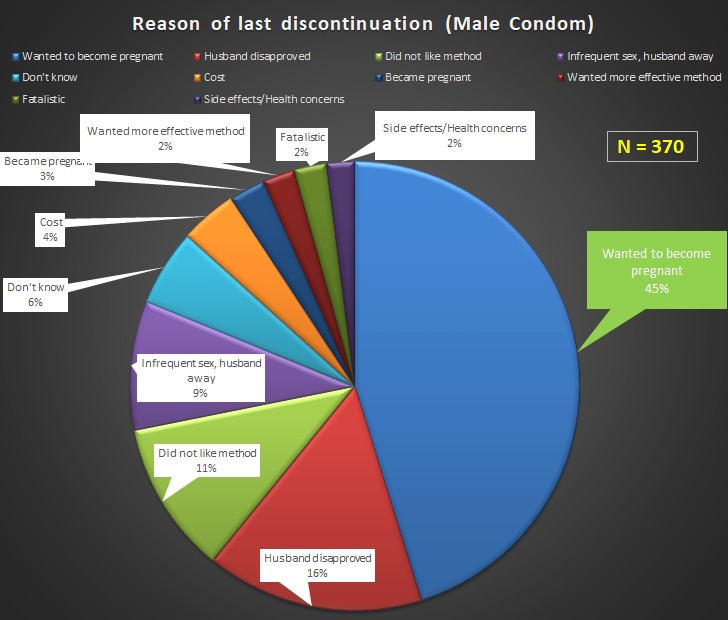 Reason of last discontinuation (Male Condom)
Wanted to become pregnant
Husband disapproved
Did not like method
Infrequent sex, husband away
Don't know
Cost
Became pregnant
Wanted more effective method
Fatalistic
Side effects/Health concerns
Wanted more effective method
2%
Fatalistic
2%
Side effects/Health concerns
2%
N = 370
Became pregnant
3%
Cost
4%
Wanted to become
pregnant
45%
Don't know
6%
Infrequent sex, husband
away
9%
Did not like method
11%
Husband disapproved
16%